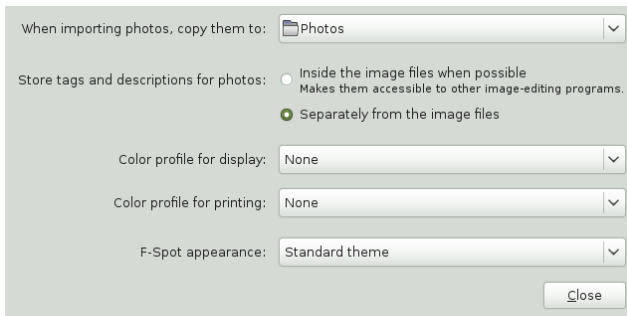 When importing photos, copy them to: Photos
Store tags and descriptions for photos: Inside the image files when possible
Makes them accessible to other image-editing programs.
Separately from the image files
Color profile for display: None
Color profile for printing: None
F-Spot appearance: Standard theme
Close